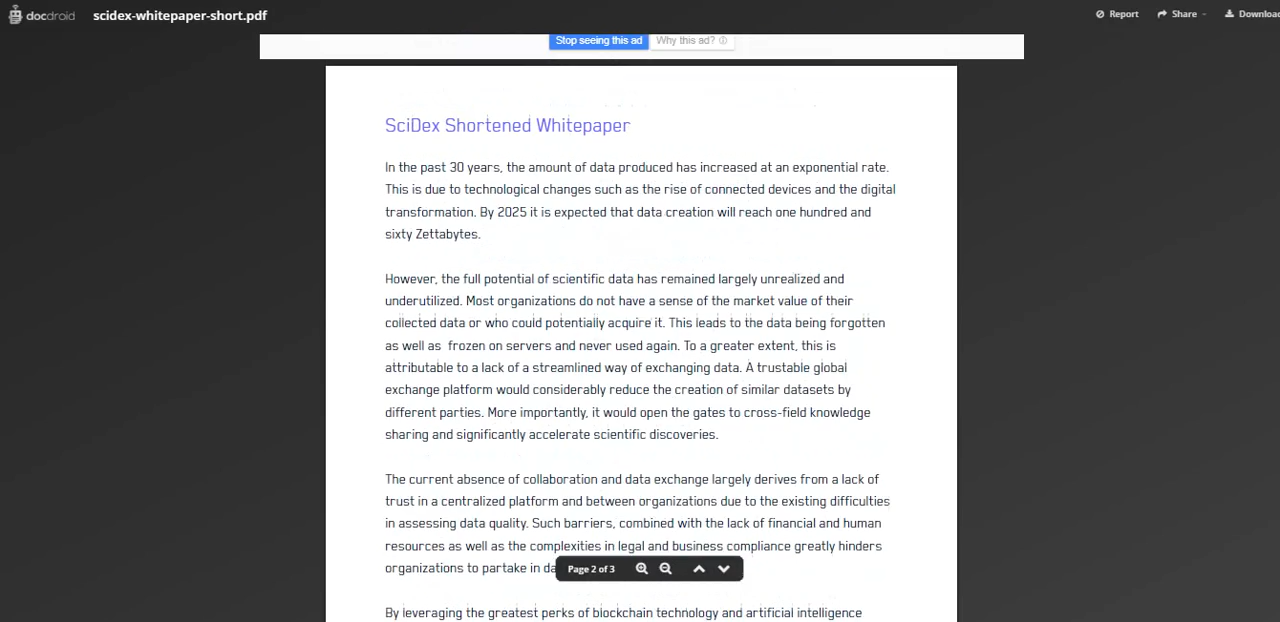 docdroid scidex-whitepaper-short.pdf Report Share Download
Stop seeing this ad Why this ad?
SciDex Shortened Whitepaper
In the past 30 years, the amount of data produced has increased at an exponential rate.
This is due to technological changes such as the rise of connected devices and the digital
transformation. By 2025 it is expected that data creation will reach one hundred and
sixty Zettabytes.
However, the full potential of scientific data has remained largely unrealized and
underutilized. Most organizations do not have a sense of the market value of their
collected data or who could potentially acquire it. This leads to the data being forgotten
as well as  frozen on servers and never used again. To a greater extent, this is
attributable to a lack of a streamlined way of exchanging data. A trustable global
exchange platform would considerably reduce the creation of similar datasets by
different parties. More importantly, it would open the gates to cross-field knowledge
sharing and significantly accelerate scientific discoveries.
The current absence of collaboration and data exchange largely derives from a lack of
trust in a centralized platform and between organizations due to the existing difficulties
in assessing data quality. Such barriers, combined with the lack of financial and human
resources as well as the complexities in legal and business compliance greatly hinders
organizations to partake in da
Page 2 of 3
By leveraging the greatest perks of blockchain technology and artificial intelligence